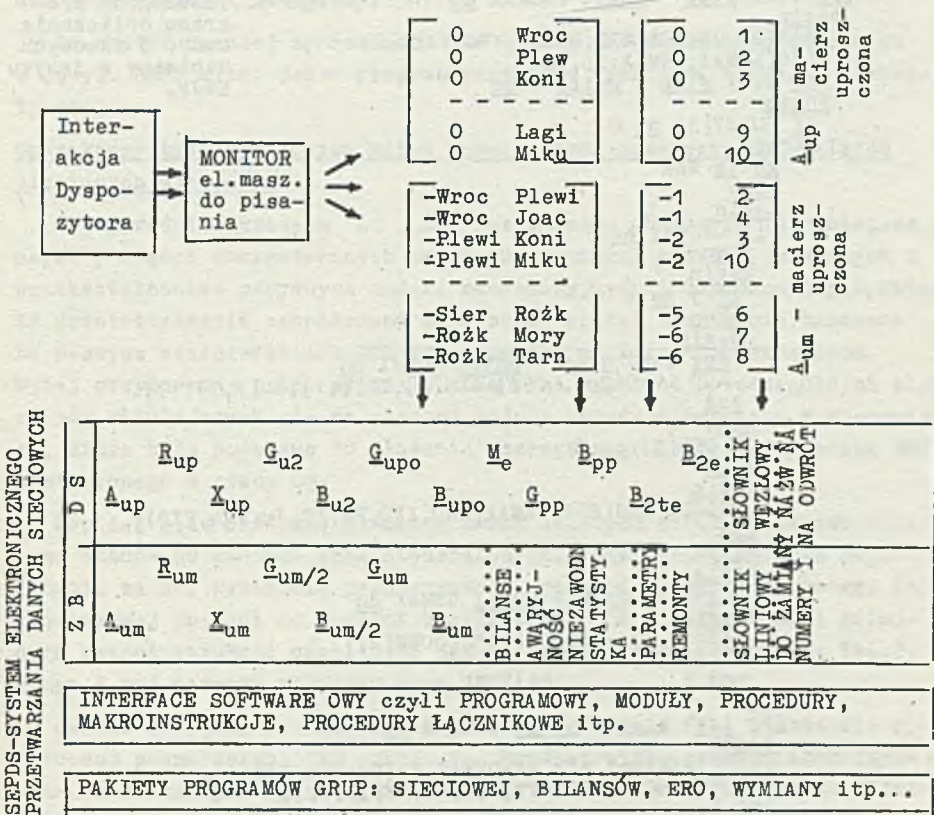 Inter-
akcja
Dyspo-
zytora
MONITOR
el.masz.
do pisa-
nia
0 Wroc 0 1
0 Plew 0 2
0 Koni 0 3
0 Lagi 0 9
0 Miku 0 10
A̲up - ma-
cierz
uprosz-
czona
-Wroc Plewi -1 2
-Wroc Joac -1 4
-Plewi Koni -2 3
-Plewi Miku -2 10
-Sier Rożk -5 6
-Rożk Mory -6 7
-Rożk Tarn -6 8
A̲um - macierz
uprosz-
czona
SEPDS-SYSTEM ELEKTRONICZNEGO
PRZETWARZANIA DANYCH SIECIOWYCH
D S
R̲up G̲u2 G̲upo M̲e B̲pp B̲2e
A̲up X̲up B̲u2 B̲upo G̲pp B̲2te
Z B
R̲um G̲um/2 G̲um
A̲um X̲um B̲um/2 B̲um
BILANSE
AWARYJ-
NOŚĆ
NIEZAWODN
STATYSTY-
KA
PARAMETRY
REMONTY
SŁOWNIK SŁOWNIK
LINIOWY WĘZŁOWY
DO ZAMIANY NAZW NA
NUMERY I NA ODWRÓT
INTERFACE SOFTWARE OWY czyli PROGRAMOWY, MODUŁY, PROCEDURY,
MAKROINSTRUKCJE, PROCEDURY ŁĄCZNIKOWE itp.
PAKIETY PROGRAMÓW GRUP: SIECIOWEJ, BILANSÓW, ERO, WYMIANY itp...